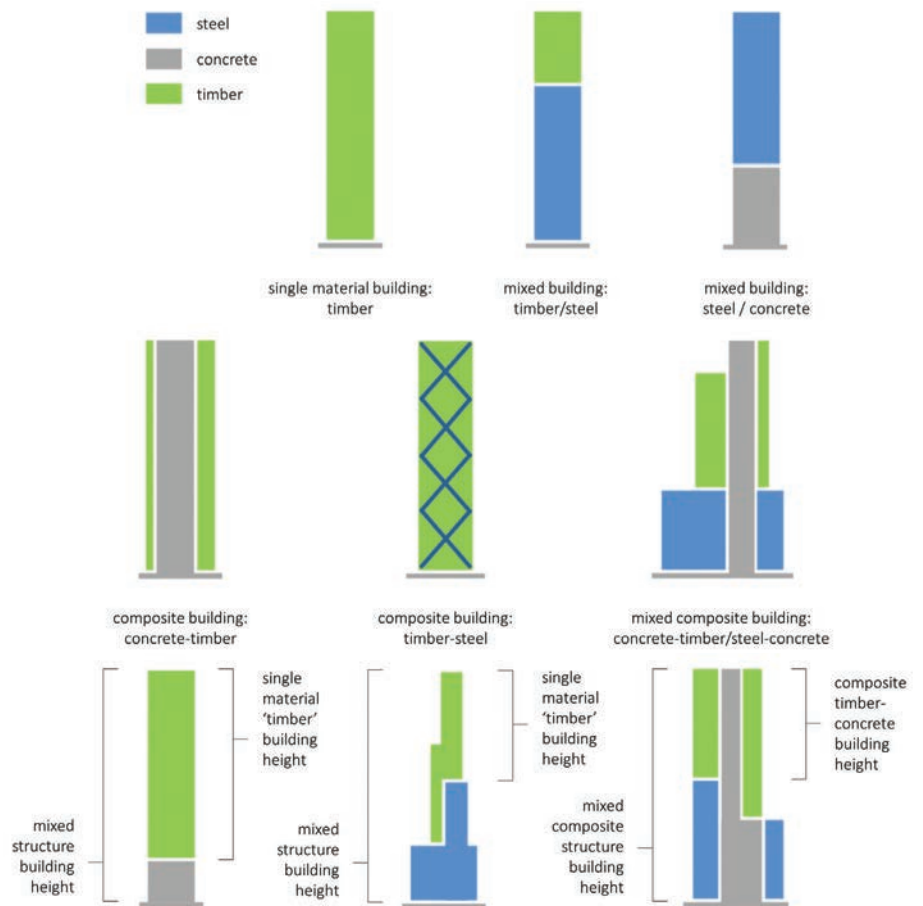 steel
concrete
timber
single material building:
timber
mixed building:
timber/steel
mixed building:
steel / concrete
composite building:
concrete-timber
composite building:
timber-steel
mixed composite building:
concrete-timber/steel-concrete
mixed
structure
building
height
single
material
'timber'
building
height
mixed
structure
building
height
single
material
'timber'
building
height
mixed
composite
structure
building
height
composite
timber-
concrete
building
height